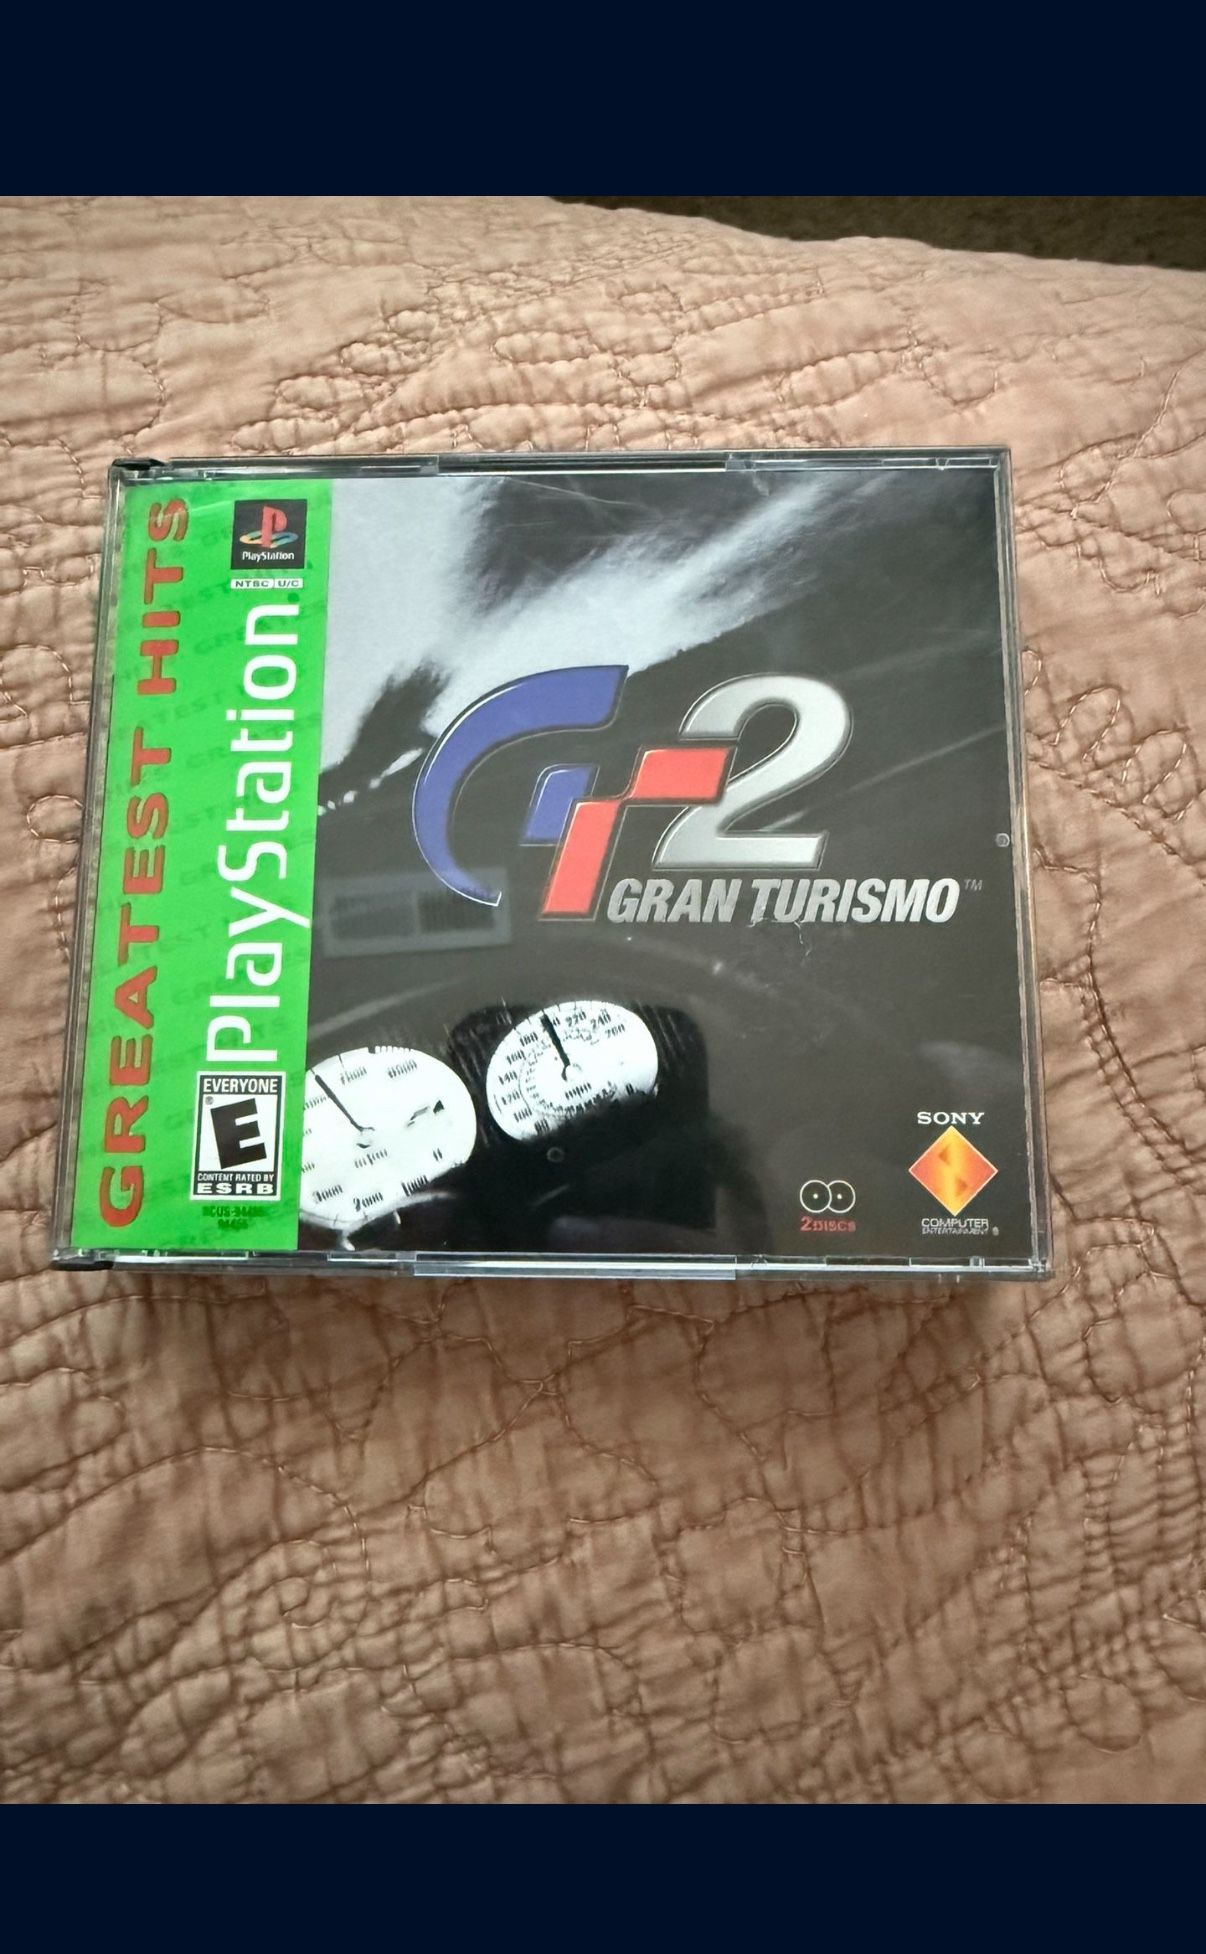 GREATEST HITS
PlayStation
NTSC U/C
PlayStation
EVERYONE
E
CONTENT RATED BY
ESRB
GT2
GRAN TURISMO™
2 DISCS
SONY
COMPUTER
ENTERTAINMENT ®